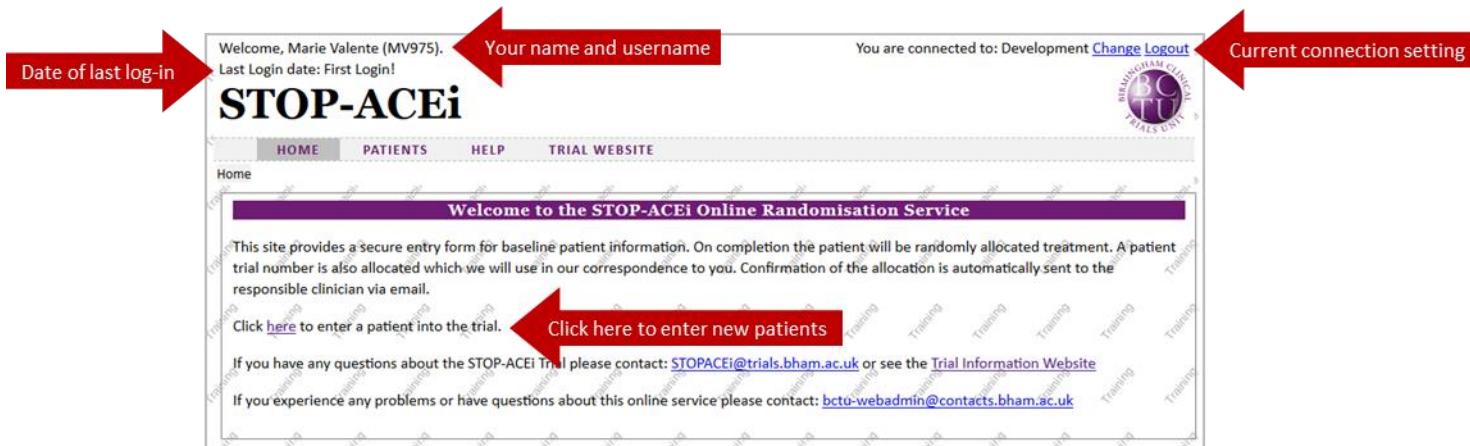 Welcome, Marie Valente (MV975).
Your name and username
You are connected to: Development Change Logout
Current connection setting
Date of last log-in
Last Login date: First Login!
STOP-ACEi
BIRMINGHAM CLINICAL TRIALS UNIT
BC
TU
HOME PATIENTS HELP TRIAL WEBSITE
Home
Welcome to the STOP-ACEi Online Randomisation Service
This site provides a secure entry form for baseline patient information. On completion the patient will be randomly allocated treatment. A patient
trial number is also allocated which we will use in our correspondence to you. Confirmation of the allocation is automatically sent to the
responsible clinician via email.
Click here to enter a patient into the trial.
Click here to enter new patients
If you have any questions about the STOP-ACEi Trial please contact: STOPACEi@trials.bham.ac.uk or see the Trial Information Website
If you experience any problems or have questions about this online service please contact: bctu-webadmin@contacts.bham.ac.uk
Training